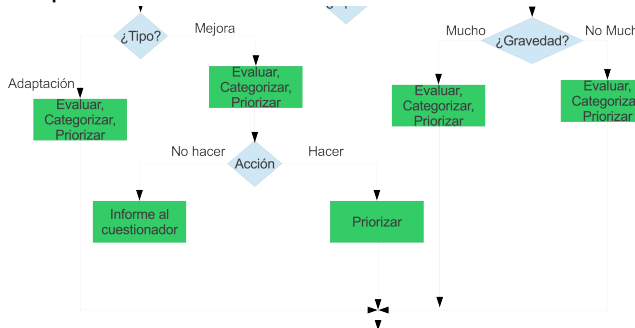 ¿Tipo?
Mejora
Mucho
¿Gravedad?
Adaptación
Evaluar,
Categorizar,
Priorizar
Evaluar,
Categorizar,
Priorizar
Evaluar,
Categorizar,
Priorizar
Evaluar,
Priorizar
No hacer
Acción
Hacer
Informe al
cuestionador
Priorizar